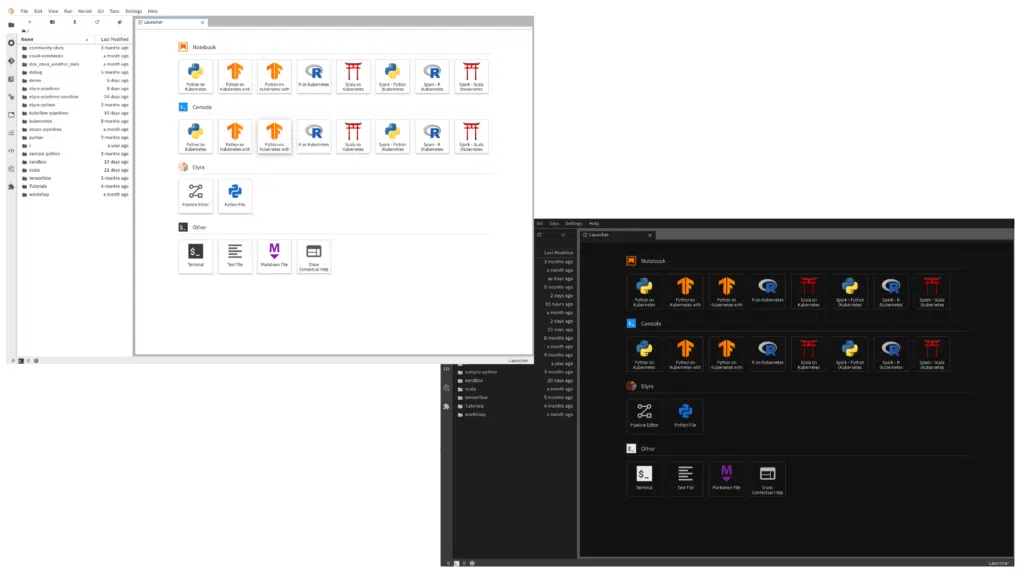 File Edit View Run Kernel Git Tabs Settings Help
Launcher
Name Last Modified
community-stats 3 months ago
covid-notebooks a month ago
dax_noaa_weather_data a month ago
debug 5 months ago
demo 5 days ago
elyra-pipelines 8 days ago
elyra-pipelines-sandbox 24 days ago
elyra-python 2 months ago
kubeflow-pipelines 15 days ago
kubernetes 8 months ago
a month ago
python 9 months ago
r a year ago
sample-python 3 months ago
sandbox 13 days ago
scala 21 days ago
tensorflow 5 months ago
Tutorials 4 months ago
workshop a month ago
Notebook
Python on Kubernetes
Python on Kubernetes with
Python on Kubernetes with
R on Kubernetes
Scala on Kubernetes
Spark - Python (Kubernetes
Spark - R (Kubernetes
Spark - Scala (Kubernetes
Console
Python on Kubernetes
Python on Kubernetes with
Python on Kubernetes with
R on Kubernetes
Scala on Kubernetes
Spark - Python (Kubernetes
Spark - R (Kubernetes
Spark - Scala (Kubernetes
Elyra
Pipeline Editor
Python File
Other
$_
Terminal
Text File
M
Markdown File
Show Contextual Help
Launcher
Git Tabs Settings Help
Launcher
Last Modified
3 months ago
a month ago
an hour ago
5 months ago
2 days ago
11 hours ago
a month ago
2 days ago
22 days ago
8 months ago
a month ago
9 months ago
a year ago
sample-python 3 months ago
sandbox 20 days ago
scala a month ago
tensorflow 5 months ago
Tutorials 4 months ago
workshop a month ago
Notebook
Python on Kubernetes
Python on Kubernetes with
Python on Kubernetes with
R on Kubernetes
Scala on Kubernetes
Spark - Python (Kubernetes
Spark - R (Kubernetes
Spark - Scala (Kubernetes
Console
Python on Kubernetes
Python on Kubernetes with
Python on Kubernetes with
R on Kubernetes
Scala on Kubernetes
Spark - Python (Kubernetes
Spark - R (Kubernetes
Spark - Scala (Kubernetes
Elyra
Pipeline Editor
Python File
Other
$_
Terminal
Text File
M
Markdown File
Show Contextual Help
Launcher